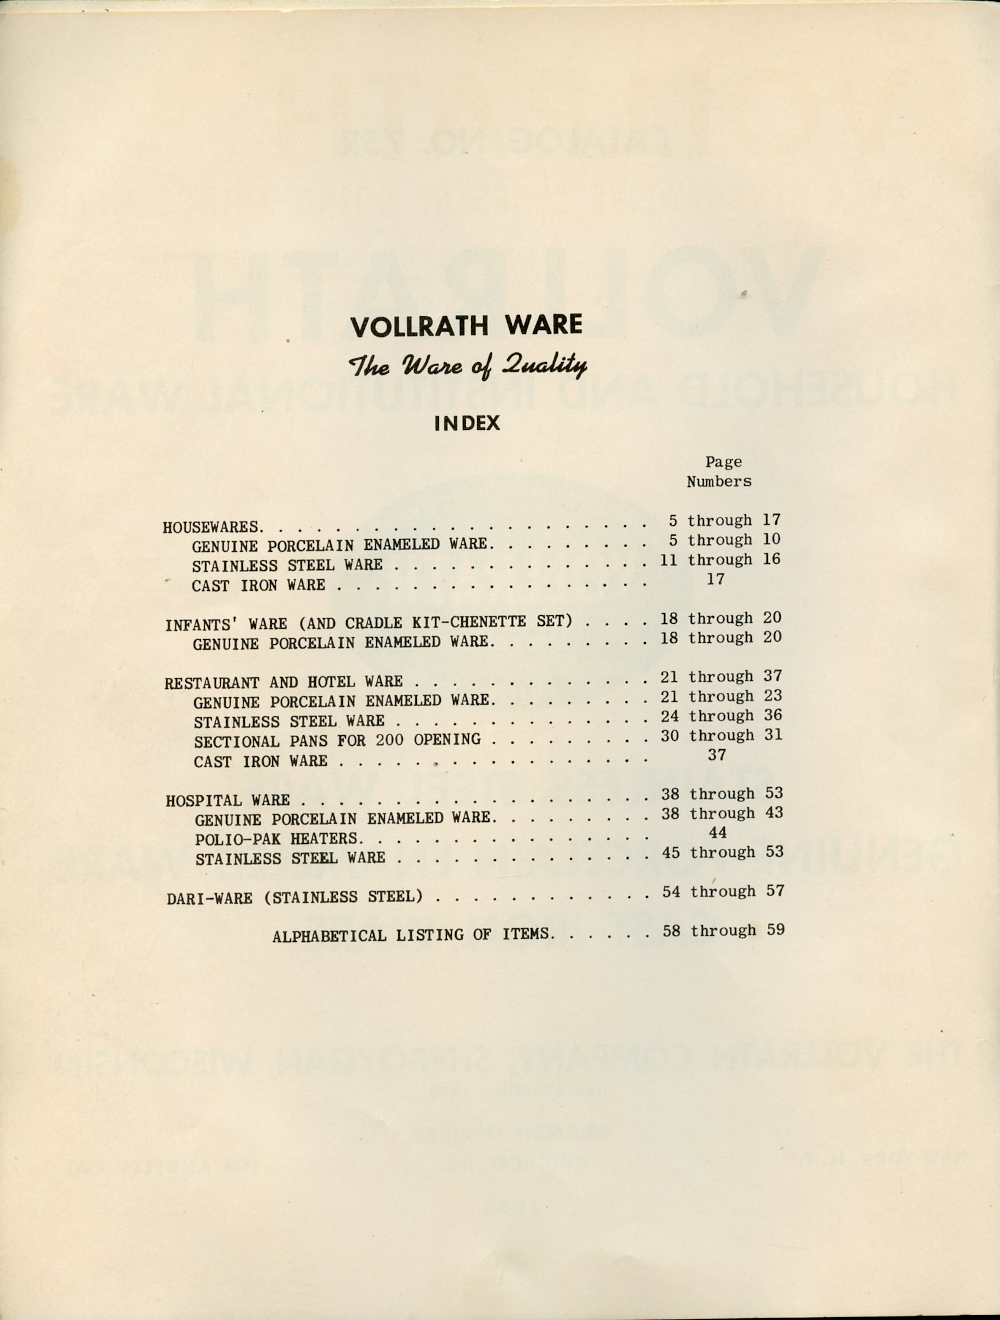 VOLLRATH WARE
The Ware of Quality
INDEX
Page
Numbers
HOUSEWARES. . . . . . . . . . . . . . . . . . . . . 5 through 17
GENUINE PORCELAIN ENAMELED WARE. . . . . . . . . 5 through 10
STAINLESS STEEL WARE . . . . . . . . . . . . . . 11 through 16
CAST IRON WARE . . . . . . . . . . . . . . . . . 17
INFANTS' WARE (AND CRADLE KIT-CHENETTE SET) . . . . 18 through 20
GENUINE PORCELAIN ENAMELED WARE. . . . . . . . . 18 through 20
RESTAURANT AND HOTEL WARE . . . . . . . . . . . . . 21 through 37
GENUINE PORCELAIN ENAMELED WARE. . . . . . . . . 21 through 23
STAINLESS STEEL WARE . . . . . . . . . . . . . . 24 through 36
SECTIONAL PANS FOR 200 OPENING . . . . . . . . . 30 through 31
CAST IRON WARE . . . . . . . . . . . . . . . . . 37
HOSPITAL WARE . . . . . . . . . . . . . . . . . . . 38 through 53
GENUINE PORCELAIN ENAMELED WARE. . . . . . . . . 38 through 43
POLIO-PAK HEATERS. . . . . . . . . . . . . . . . 44
STAINLESS STEEL WARE . . . . . . . . . . . . . . 45 through 53
DARI-WARE (STAINLESS STEEL) . . . . . . . . . . . . 54 through 57
ALPHABETICAL LISTING OF ITEMS. . . . . . 58 through 59